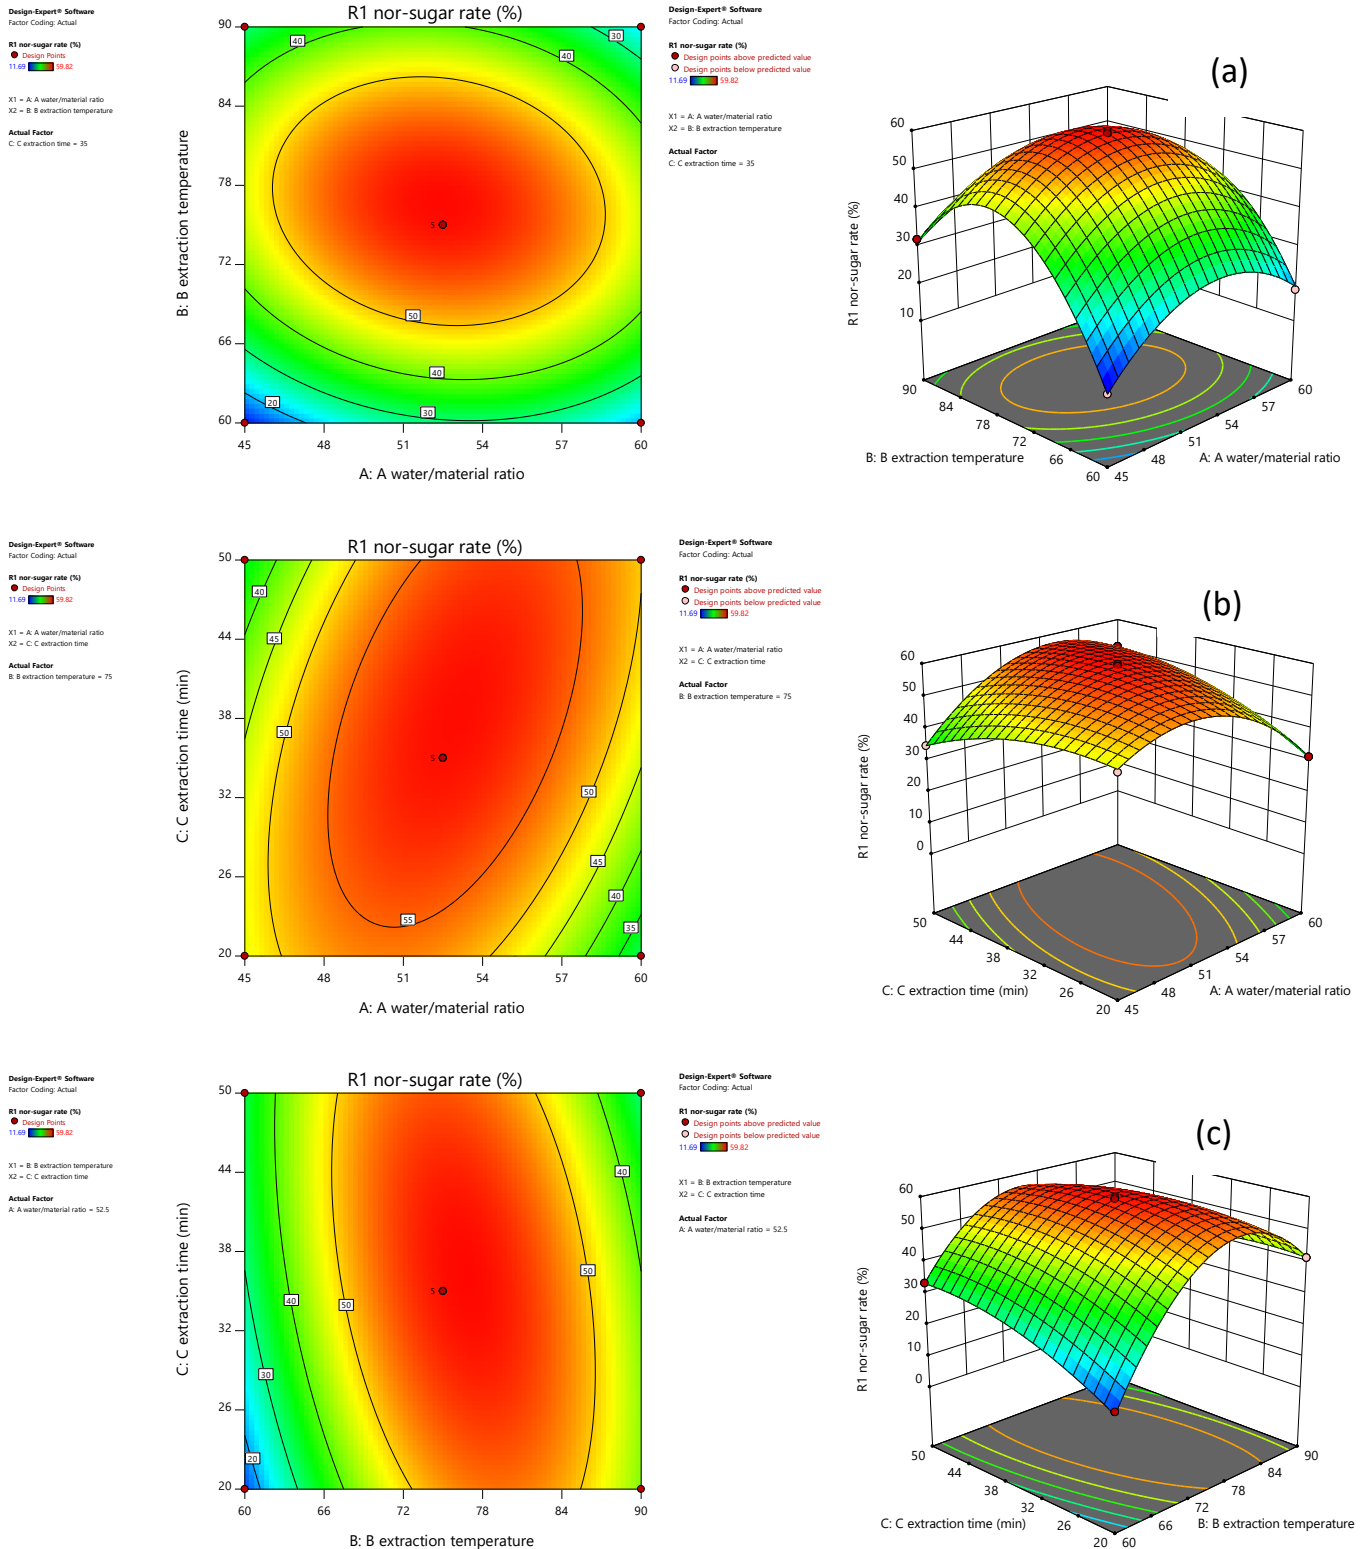 Design-Expert® Software
Factor Coding: Actual
R1 nor-sugar rate (%)
Design Points
11.69 59.82
X1 = A: A water/material ratio
X2 = B: B extraction temperature
Actual Factor
C: C extraction time = 35
R1 nor-sugar rate (%)
90
84
78
72
66
60
B: B extraction temperature
40
30
40
50
40
30
20
5
45 48 51 54 57 60
A: A water/material ratio
Design-Expert® Software
Factor Coding: Actual
R1 nor-sugar rate (%)
Design points above predicted value
Design points below predicted value
11.69 59.82
X1 = A: A water/material ratio
X2 = B: B extraction temperature
Actual Factor
C: C extraction time = 35
(a)
60
50
40
30
20
10
R1 nor-sugar rate (%)
90
84
78
72
66
60
B: B extraction temperature
45
48
51
54
57
60
A: A water/material ratio
Design-Expert® Software
Factor Coding: Actual
R1 nor-sugar rate (%)
Design Points
11.69 59.82
X1 = A: A water/material ratio
X2 = C: C extraction time
Actual Factor
B: B extraction temperature = 75
R1 nor-sugar rate (%)
50
44
38
32
26
20
C: C extraction time (min)
40
45
50
5
50
45
40
35
55
45 48 51 54 57 60
A: A water/material ratio
Design-Expert® Software
Factor Coding: Actual
R1 nor-sugar rate (%)
Design points above predicted value
Design points below predicted value
11.69 59.82
X1 = A: A water/material ratio
X2 = C: C extraction time
Actual Factor
B: B extraction temperature = 75
(b)
60
50
40
30
20
10
0
R1 nor-sugar rate (%)
50
44
38
32
26
20
C: C extraction time (min)
45
48
51
54
57
60
A: A water/material ratio
Design-Expert® Software
Factor Coding: Actual
R1 nor-sugar rate (%)
Design Points
11.69 59.82
X1 = B: B extraction temperature
X2 = C: C extraction time
Actual Factor
A: A water/material ratio = 52.5
R1 nor-sugar rate (%)
50
44
38
32
26
20
C: C extraction time (min)
40
50
5
40
50
30
20
60 66 72 78 84 90
B: B extraction temperature
Design-Expert® Software
Factor Coding: Actual
R1 nor-sugar rate (%)
Design points above predicted value
Design points below predicted value
11.69 59.82
X1 = B: B extraction temperature
X2 = C: C extraction time
Actual Factor
A: A water/material ratio = 52.5
(c)
60
50
40
30
20
10
0
R1 nor-sugar rate (%)
50
44
38
32
26
20
C: C extraction time (min)
60
66
72
78
84
90
B: B extraction temperature